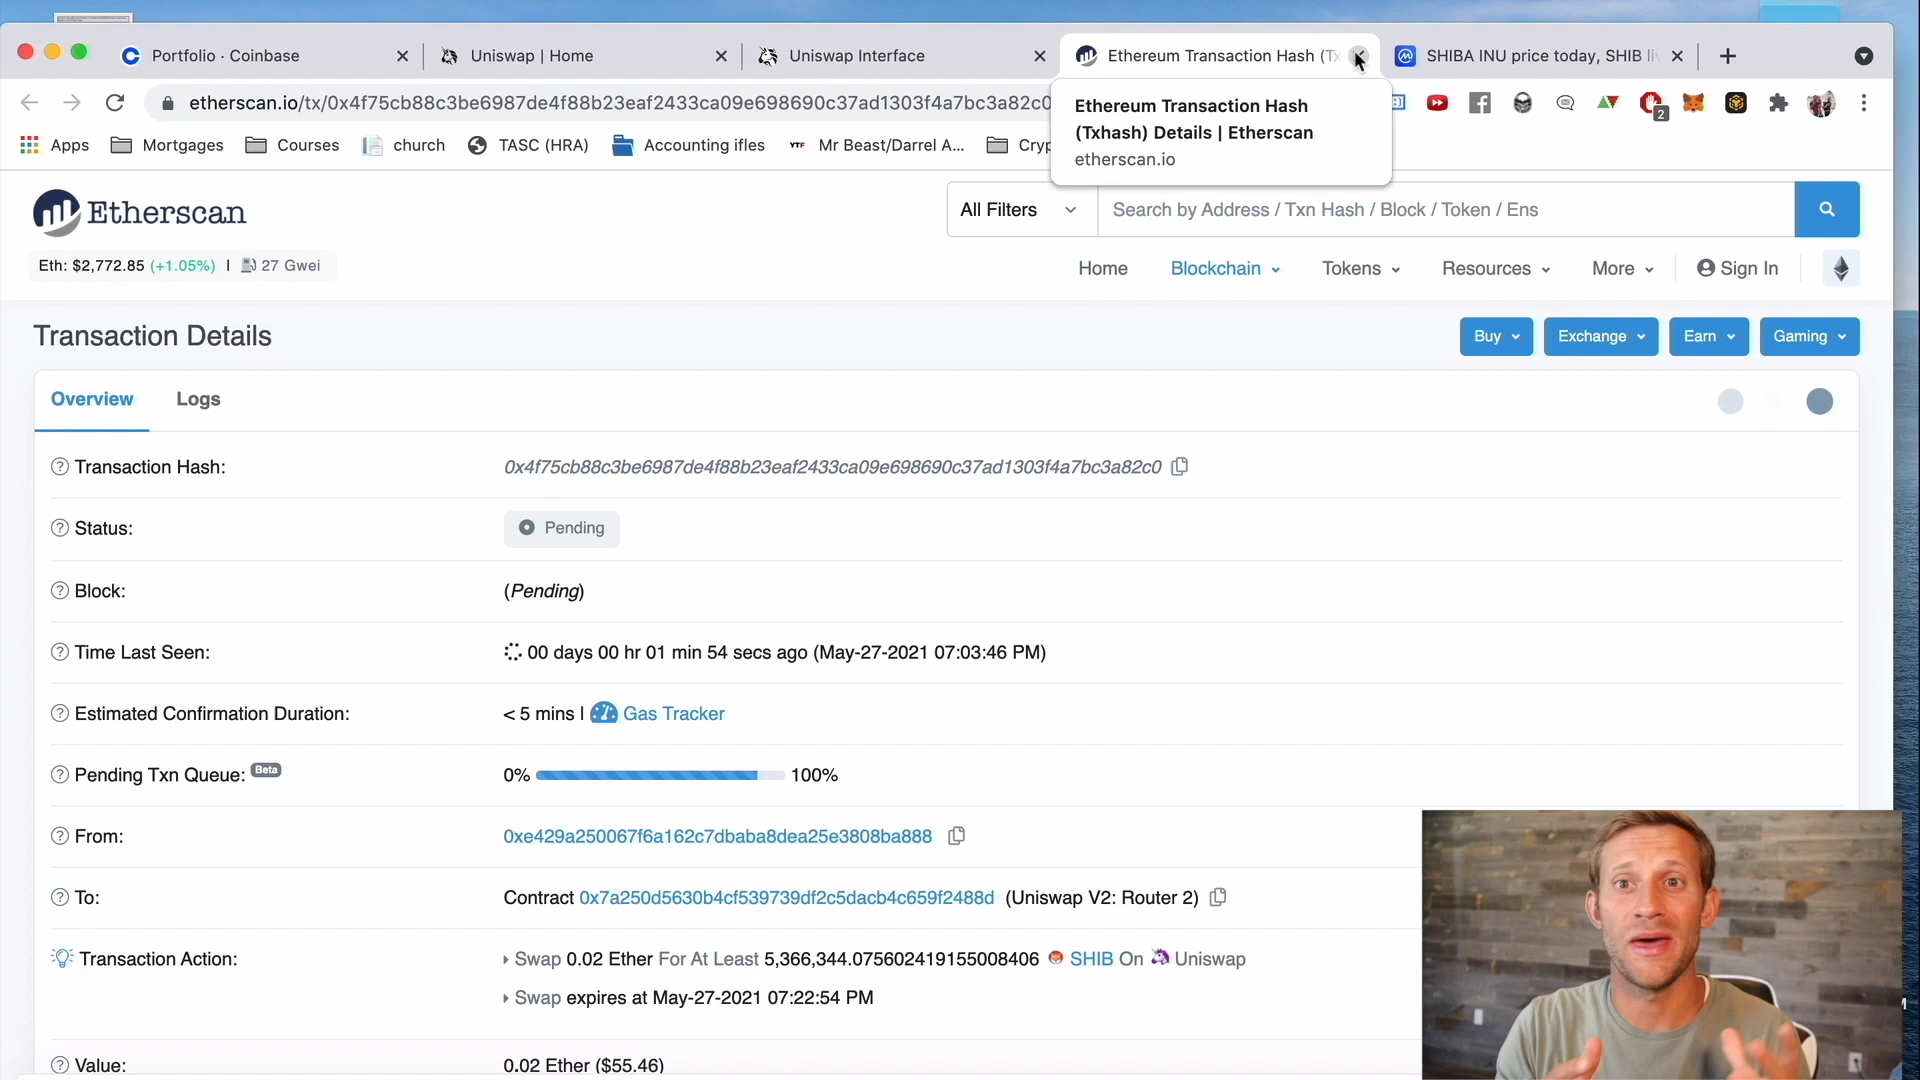 Portfolio · Coinbase
Uniswap | Home
Uniswap Interface
Ethereum Transaction Hash (Tx
SHIBA INU price today, SHIB li
etherscan.io/tx/0x4f75cb88c3be6987de4f88b23eaf2433ca09e698690c37ad1303f4a7bc3a82c0
2
Ethereum Transaction Hash
(Txhash) Details | Etherscan
etherscan.io
Apps
Mortgages
Courses
church
TASC (HRA)
Accounting ifles
YTF
Mr Beast/Darrel A...
Cryp
Etherscan
All Filters
Search by Address / Txn Hash / Block / Token / Ens
Eth: $2,772.85 (+1.05%) | 27 Gwei
Home
Blockchain
Tokens
Resources
More
Sign In
Transaction Details
Buy
Exchange
Earn
Gaming
Overview
Logs
Transaction Hash:
0x4f75cb88c3be6987de4f88b23eaf2433ca09e698690c37ad1303f4a7bc3a82c0
Status:
Pending
Block:
(Pending)
Time Last Seen:
00 days 00 hr 01 min 54 secs ago (May-27-2021 07:03:46 PM)
Estimated Confirmation Duration:
< 5 mins | Gas Tracker
Pending Txn Queue: Beta
0% 100%
From:
0xe429a250067f6a162c7dbaba8dea25e3808ba888
To:
Contract 0x7a250d5630b4cf539739df2c5dacb4c659f2488d (Uniswap V2: Router 2)
Transaction Action:
Swap 0.02 Ether For At Least 5,366,344.075602419155008406 SHIB On Uniswap
Swap expires at May-27-2021 07:22:54 PM
Value:
0.02 Ether ($55.46)